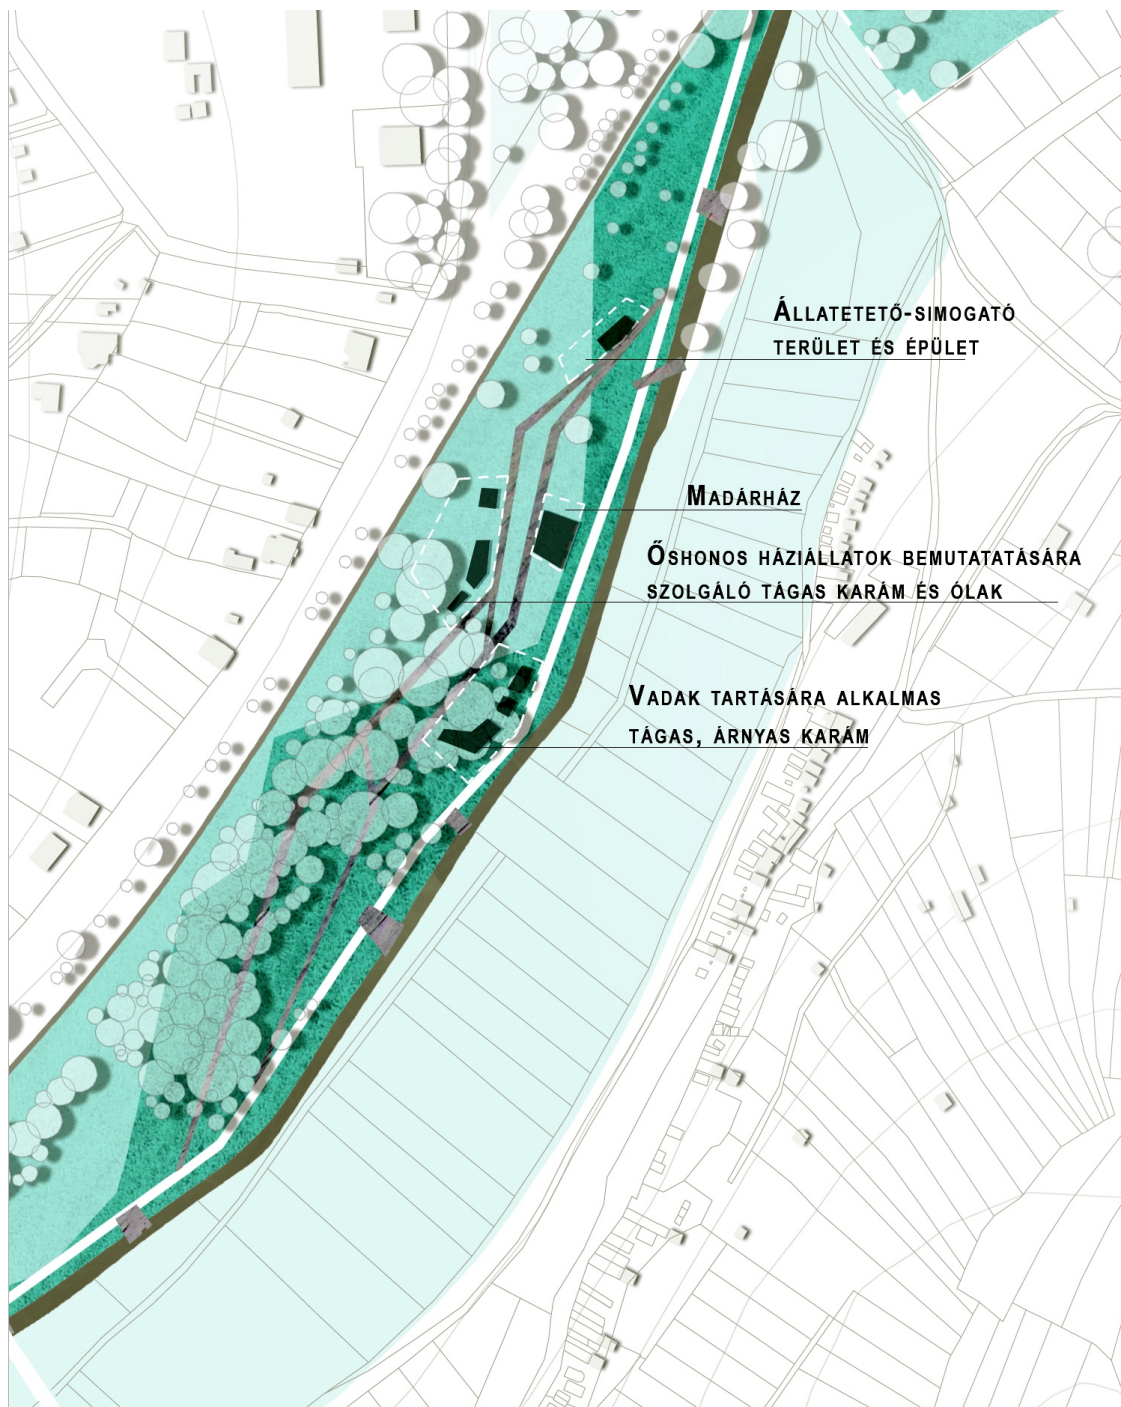 Állatetető-simogató
terület és épület
Madárház
Őshonos háziállatok bemutatatására
szolgáló tágas karám és ólak
Vadak tartására alkalmas
tágas, árnyas karám